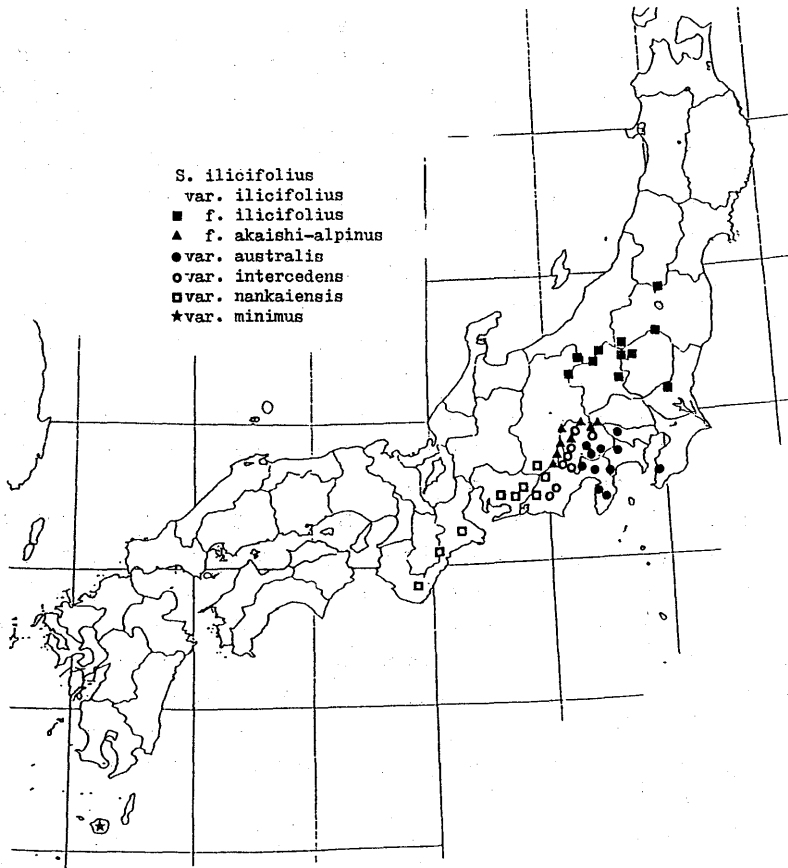 S. ilicifolius
var. ilicifolius
■ f. ilicifolius
▲ f. akaishi-alpinus
● var. australis
○ var. intercedens
□ var. nankaiensis
★ var. minimus